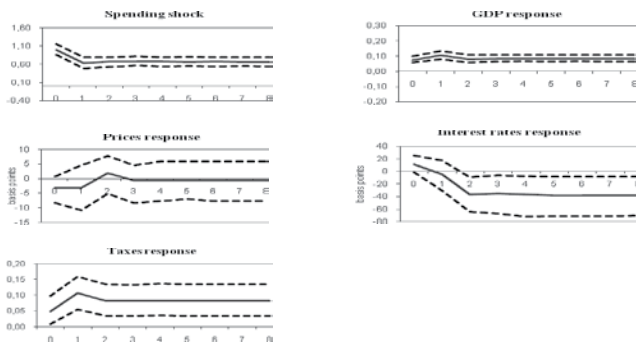 Spending shock
1,60
1,10
0,60
0,10
-0,40
0 1 2 3 4 5 6 7 8
GDP response
0,30
0,20
0,10
0,00
-0,10
-0,20
0 1 2 3 4 5 6 7 8
Prices response
basis points
10
5
0
-5
-10
-15
0 1 2 3 4 5 6 7 8
Interest rates response
basis points
40
20
0
-20
-40
-60
-80
0 1 2 3 4 5 6 7 8
Taxes response
0,20
0,15
0,10
0,05
0,00
0 1 2 3 4 5 6 7 8